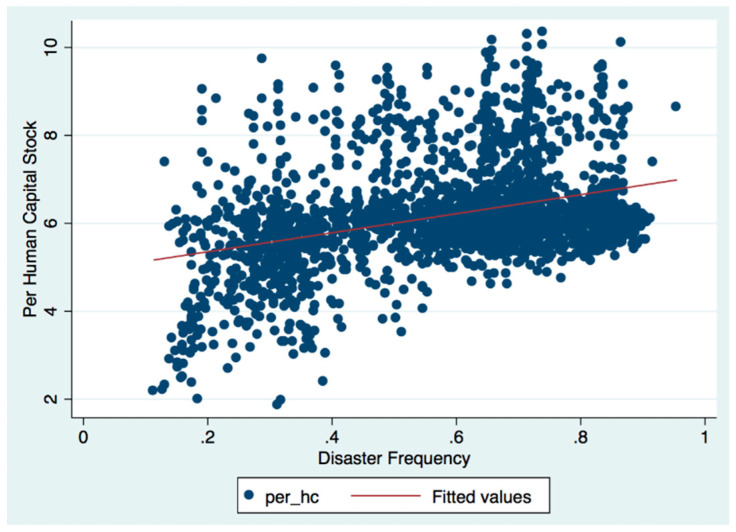 Per Human Capital Stock
10
8
6
4
2
0 .2 .4 .6 .8 1
Disaster Frequency
per_hc Fitted values